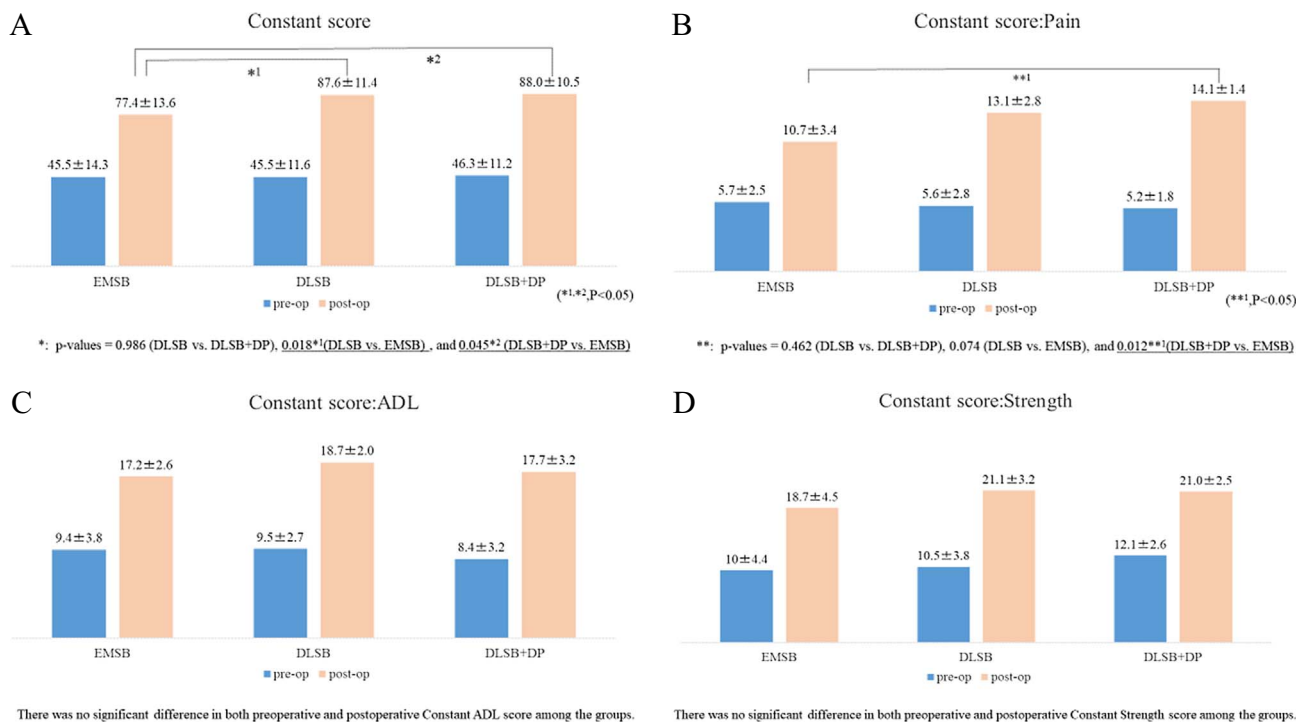 A
Constant score
*1
*2
77.4±13.6
87.6±11.4
88.0±10.5
45.5±14.3
45.5±11.6
46.3±11.2
EMSB
DLSB
DLSB+DP
pre-op
post-op
(*1,*2,P<0.05)
*: p-values = 0.986 (DLSB vs. DLSB+DP), 0.018*1(DLSB vs. EMSB) , and 0.045*2 (DLSB+DP vs. EMSB)
B
Constant score:Pain
**1
10.7±3.4
13.1±2.8
14.1±1.4
5.7±2.5
5.6±2.8
5.2±1.8
EMSB
DLSB
DLSB+DP
pre-op
post-op
(**1,P<0.05)
**: p-values = 0.462 (DLSB vs. DLSB+DP), 0.074 (DLSB vs. EMSB), and 0.012**1(DLSB+DP vs. EMSB)
C
Constant score:ADL
17.2±2.6
18.7±2.0
17.7±3.2
9.4±3.8
9.5±2.7
8.4±3.2
EMSB
DLSB
DLSB+DP
pre-op
post-op
There was no significant difference in both preoperative and postoperative Constant ADL score among the groups.
D
Constant score:Strength
18.7±4.5
21.1±3.2
21.0±2.5
10±4.4
10.5±3.8
12.1±2.6
EMSB
DLSB
DLSB+DP
pre-op
post-op
There was no significant difference in both preoperative and postoperative Constant Strength score among the groups.